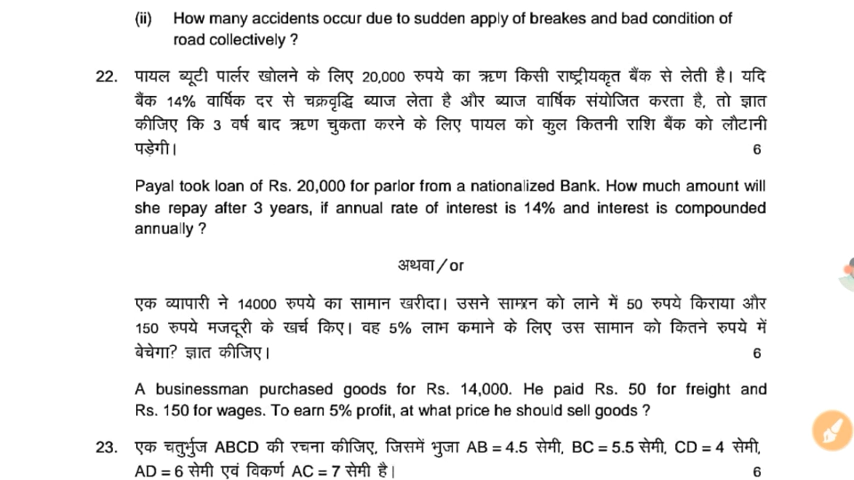 (ii) How many accidents occur due to sudden apply of breakes and bad condition of
road collectively ?
22. पायल ब्यूटी पार्लर खोलने के लिए 20,000 रुपये का ऋण किसी राष्ट्रीयकृत बैंक से लेती है। यदि
बैंक 14% वार्षिक दर से चक्रवृद्धि ब्याज लेता है और ब्याज वार्षिक संयोजित करता है, तो ज्ञात
कीजिए कि 3 वर्ष बाद ऋण चुकता करने के लिए पायल को कुल कितनी राशि बैंक को लौटानी
पड़ेगी। 6
Payal took loan of Rs. 20,000 for parlor from a nationalized Bank. How much amount will
she repay after 3 years, if annual rate of interest is 14% and interest is compounded
annually ?
अथवा/or
एक व्यापारी ने 14000 रुपये का सामान खरीदा। उसने सामान को लाने में 50 रुपये किराया और
150 रुपये मजदूरी के खर्च किए। वह 5% लाभ कमाने के लिए उस सामान को कितने रुपये में
बेचेगा? ज्ञात कीजिए। 6
A businessman purchased goods for Rs. 14,000. He paid Rs. 50 for freight and
Rs. 150 for wages. To earn 5% profit, at what price he should sell goods ?
23. एक चतुर्भुज ABCD की रचना कीजिए, जिसमें भुजा AB = 4.5 सेमी, BC = 5.5 सेमी, CD = 4 सेमी,
AD = 6 सेमी एवं विकर्ण AC = 7 सेमी है। 6